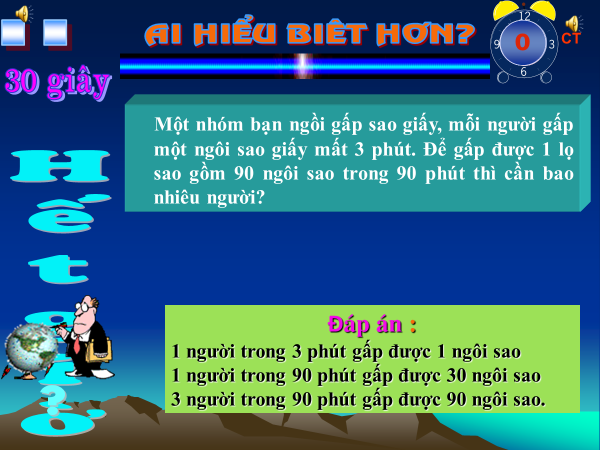 AI HIỂU BIẾT HƠN?
12
9
3
6
0
CT
30 giây
Một nhóm bạn ngồi gấp sao giấy, mỗi người gấp
một ngôi sao giấy mất 3 phút. Để gấp được 1 lọ
sao gồm 90 ngôi sao trong 90 phút thì cần bao
nhiêu người?
Hết
Đáp án :
1 người trong 3 phút gấp được 1 ngôi sao
1 người trong 90 phút gấp được 30 ngôi sao
3 người trong 90 phút gấp được 90 ngôi sao.